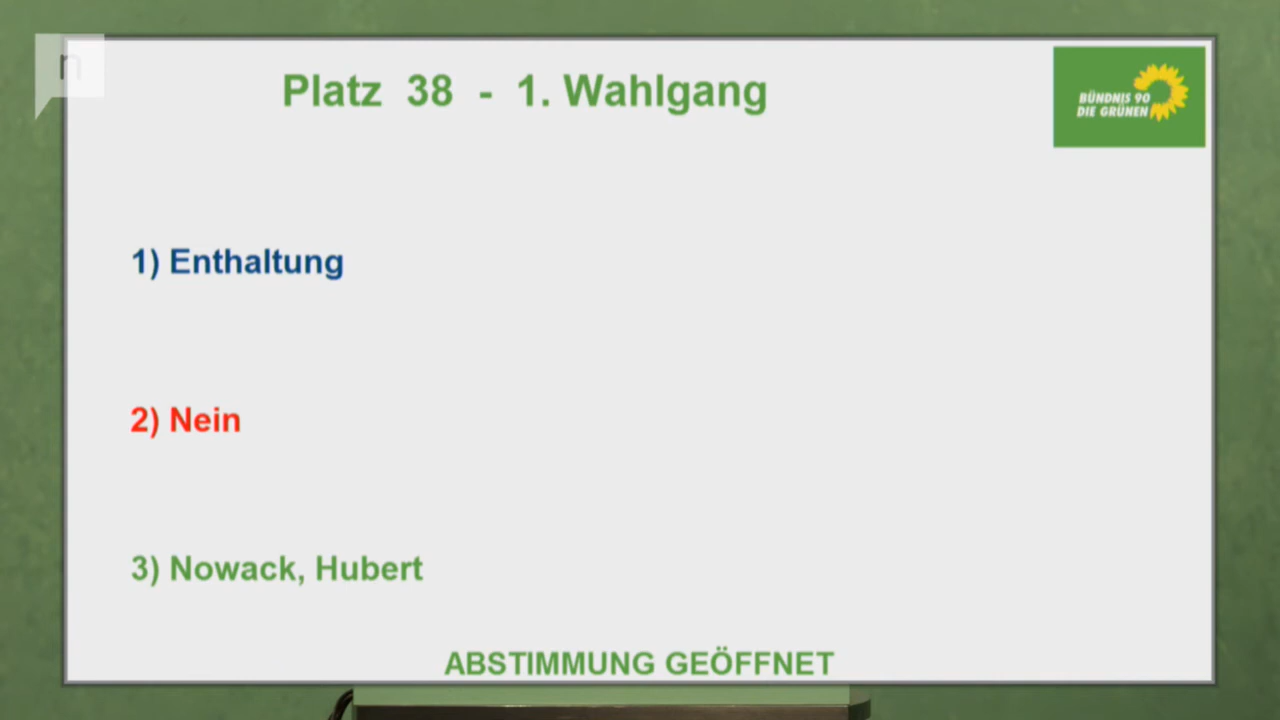 n
Platz 38 - 1. Wahlgang
BÜNDNIS 90
DIE GRÜNEN
1) Enthaltung
2) Nein
3) Nowack, Hubert
ABSTIMMUNG GEÖFFNET